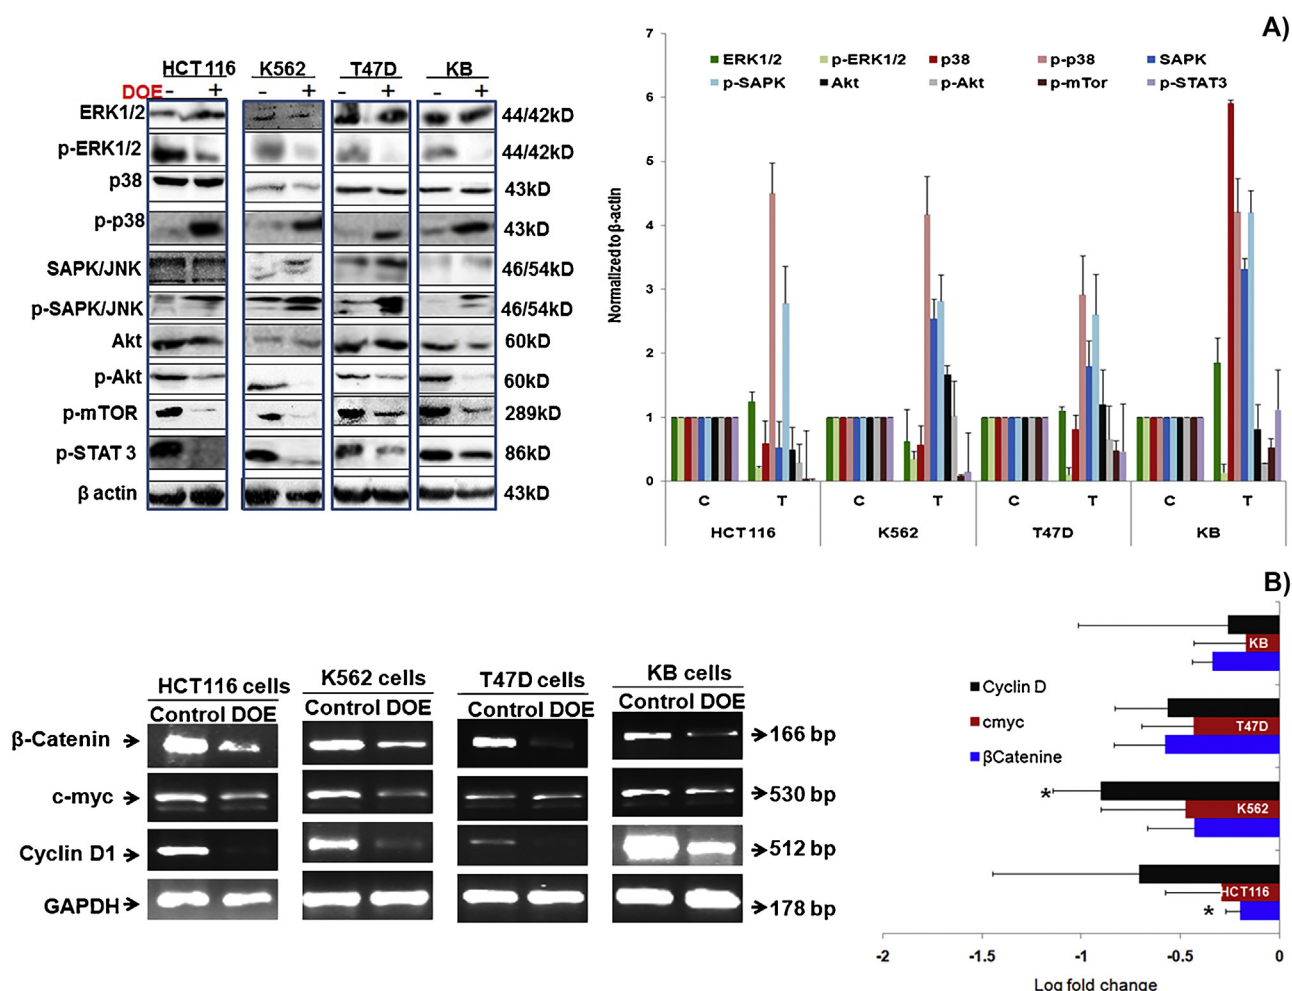 A)
HCT 116 K562 T47D KB
DOE - + - + - + - +
ERK1/2 44/42kD
p-ERK1/2 44/42kD
p38 43kD
p-p38 43kD
SAPK/JNK 46/54kD
p-SAPK/JNK 46/54kD
Akt 60kD
p-Akt 60kD
p-mTOR 289kD
p-STAT 3 86kD
β actin 43kD
Normalized to β-actin
7
6
5
4
3
2
1
0
ERK1/2 p-ERK1/2 p38 p-p38 SAPK
p-SAPK Akt p-Akt p-mTor p-STAT3
C T C T C T C T
HCT 116 K562 T47D KB
B)
HCT116 cells K562 cells T47D cells KB cells
Control DOE Control DOE Control DOE Control DOE
β-Catenin 166 bp
c-myc 530 bp
Cyclin D1 512 bp
GAPDH 178 bp
Cyclin D
cmyc
βCatenine
KB
T47D
*
K562
HCT116
*
-2 -1.5 -1 -0.5 0
Log fold change